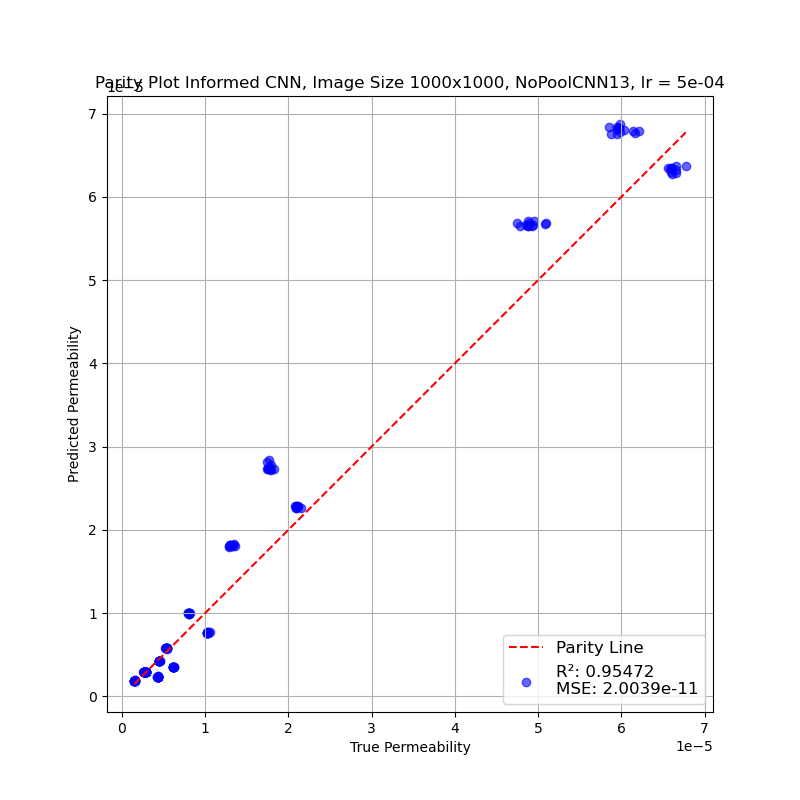 Parity Plot Informed CNN, Image Size 1000x1000, NoPoolCNN13, lr = 5e-04
1e−5
7
6
5
4
3
2
1
0
Predicted Permeability
Parity Line
R²: 0.95472
MSE: 2.0039e-11
0 1 2 3 4 5 6 7
True Permeability
1e−5